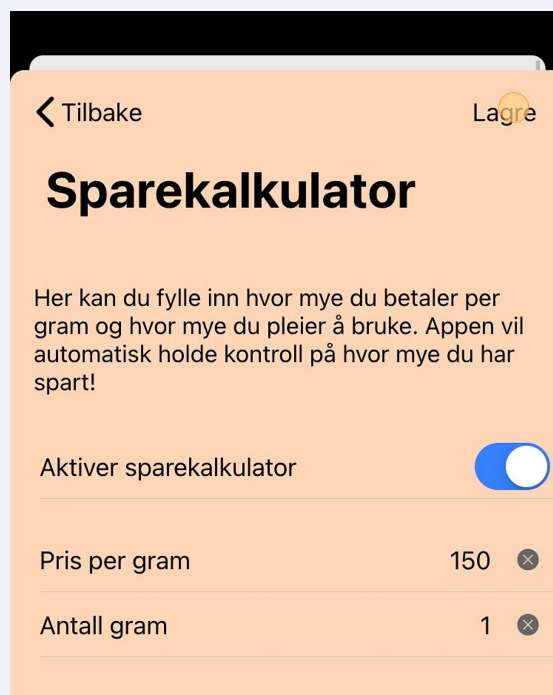 Tilbake
Lagre
Sparekalkulator
Her kan du fylle inn hvor mye du betaler per
gram og hvor mye du pleier å bruke. Appen vil
automatisk holde kontroll på hvor mye du har
spart!
Aktiver sparekalkulator
Pris per gram 150
Antall gram 1